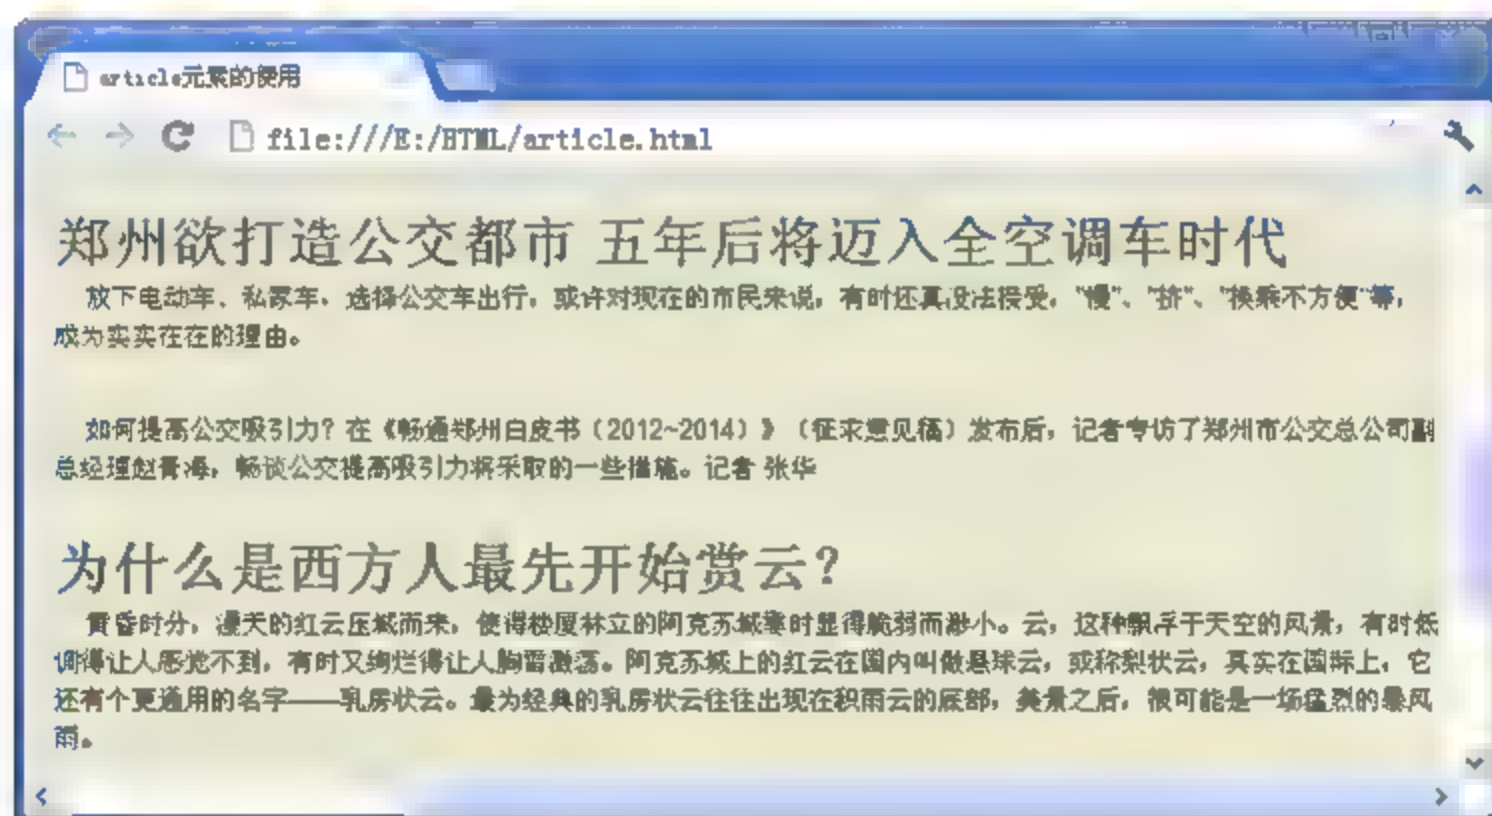 article元素的使用
file:///E:/HTML/article.html
郑州欲打造公交都市 五年后将迈入全空调车时代
放下电动车、私家车，选择公交车出行，或许对现在的市民来说，有时还真没法接受，"慢"、"挤"、"换乘不方便"等，
成为实实在在的理由。
如何提高公交吸引力？在《畅通郑州白皮书（2012~2014）》（征求意见稿）发布后，记者专访了郑州市公交总公司副
总经理赵青海，畅谈公交提高吸引力将采取的一些措施。记者 张华
为什么是西方人最先开始赏云？
黄昏时分，漫天的红云压城而来，使得楼厦林立的阿克苏城霎时显得脆弱而渺小。云，这种飘浮于天空的风景，有时低
调得让人感觉不到，有时又绚烂得让人胸雷激荡。阿克苏城上的红云在国内叫做悬球云，或称梨状云，其实在国际上，它
还有个更通用的名字——乳房状云。最为经典的乳房状云往往出现在积雨云的底部，美景之后，很可能是一场猛烈的暴风
雨。